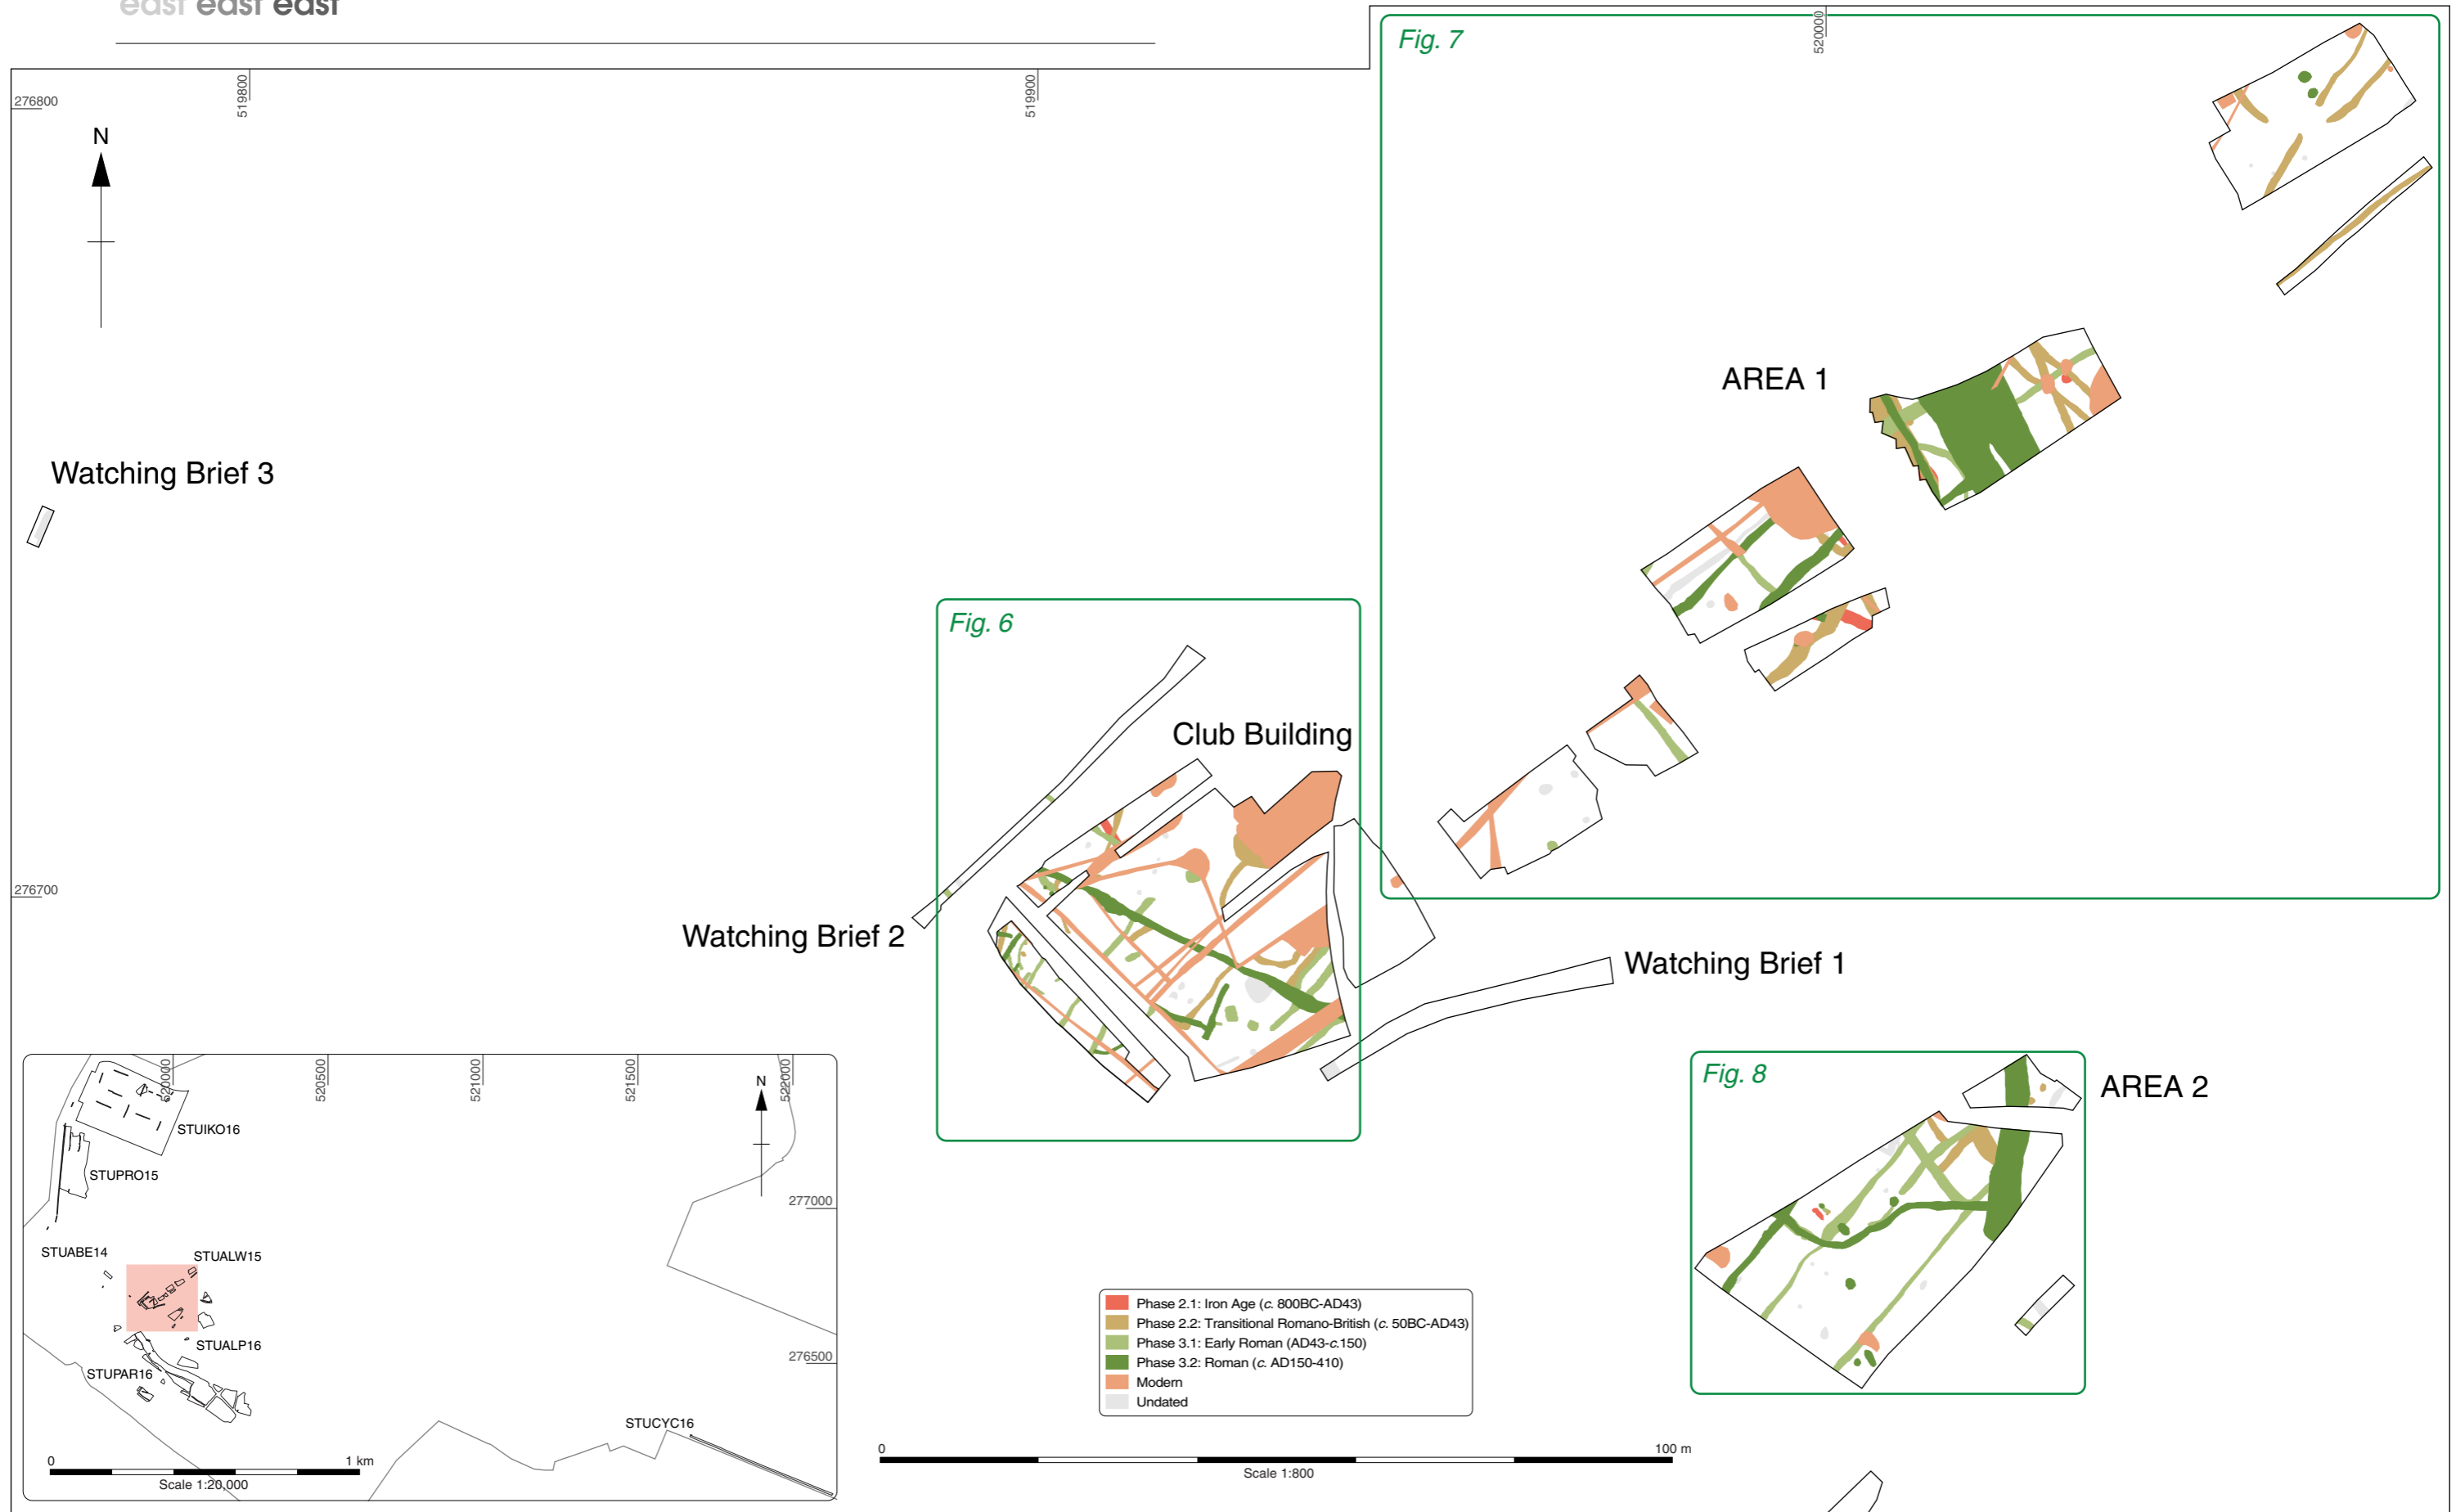 east east east
519800
519900
520000
276800
276700
N
Fig. 7
AREA 1
Watching Brief 3
Fig. 6
Club Building
Watching Brief 2
Watching Brief 1
Fig. 8
AREA 2
520000
520500
521000
521500
522000
N
277000
276500
STUIKO16
STUPRO15
STUABE14
STUALW15
STUALP16
STUPAR16
STUCYC16
0 1 km
Scale 1:20,000
Phase 2.1: Iron Age (c. 800BC-AD43)
Phase 2.2: Transitional Romano-British (c. 50BC-AD43)
Phase 3.1: Early Roman (AD43-c.150)
Phase 3.2: Roman (c. AD150-410)
Modern
Undated
0 100 m
Scale 1:800